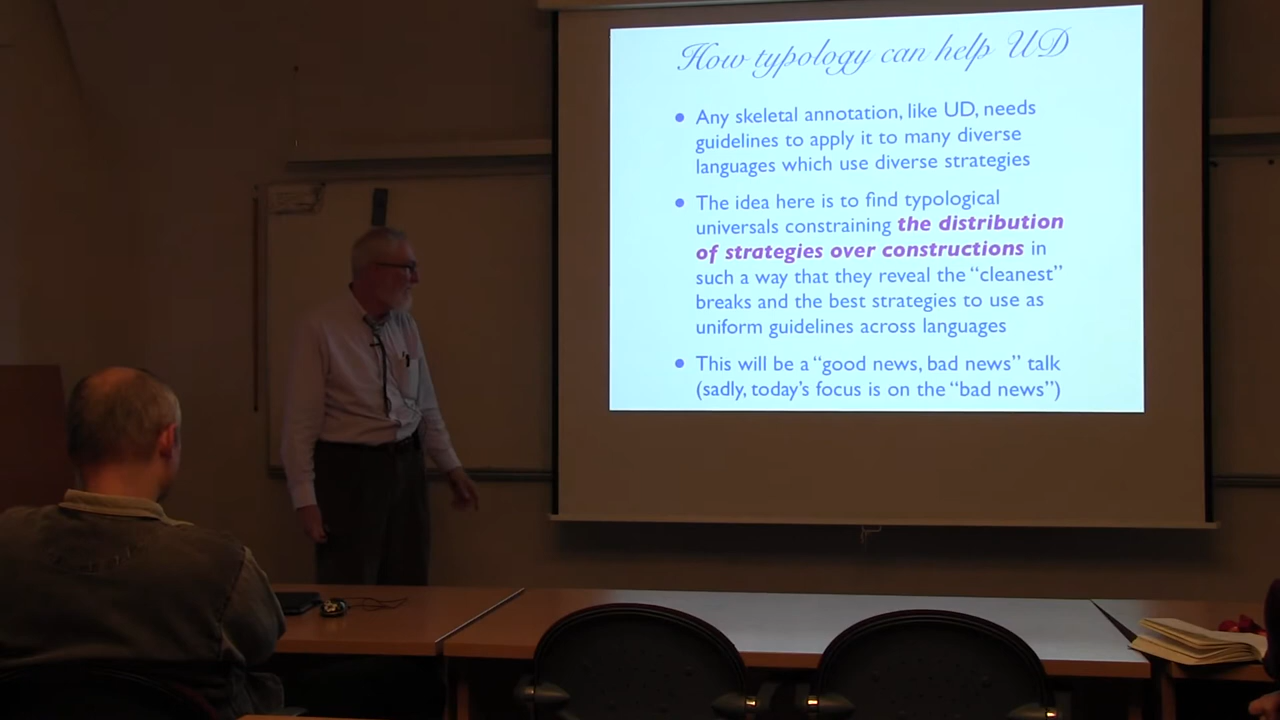 How typology can help UD
• Any skeletal annotation, like UD, needs
guidelines to apply it to many diverse
languages which use diverse strategies
• The idea here is to find typological
universals constraining the distribution
of strategies over constructions in
such a way that they reveal the “cleanest”
breaks and the best strategies to use as
uniform guidelines across languages
• This will be a “good news, bad news” talk
(sadly, today’s focus is on the “bad news”)